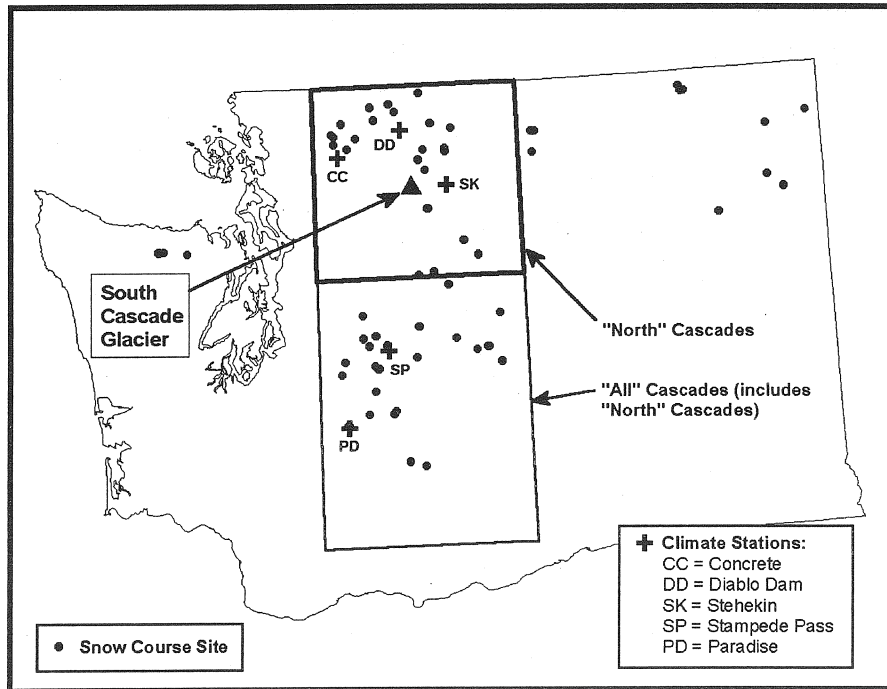 DD
CC
SK
South
Cascade
Glacier
"North" Cascades
"All" Cascades (includes
"North" Cascades)
SP
PD
Climate Stations:
CC = Concrete
DD = Diablo Dam
SK = Stehekin
SP = Stampede Pass
PD = Paradise
Snow Course Site